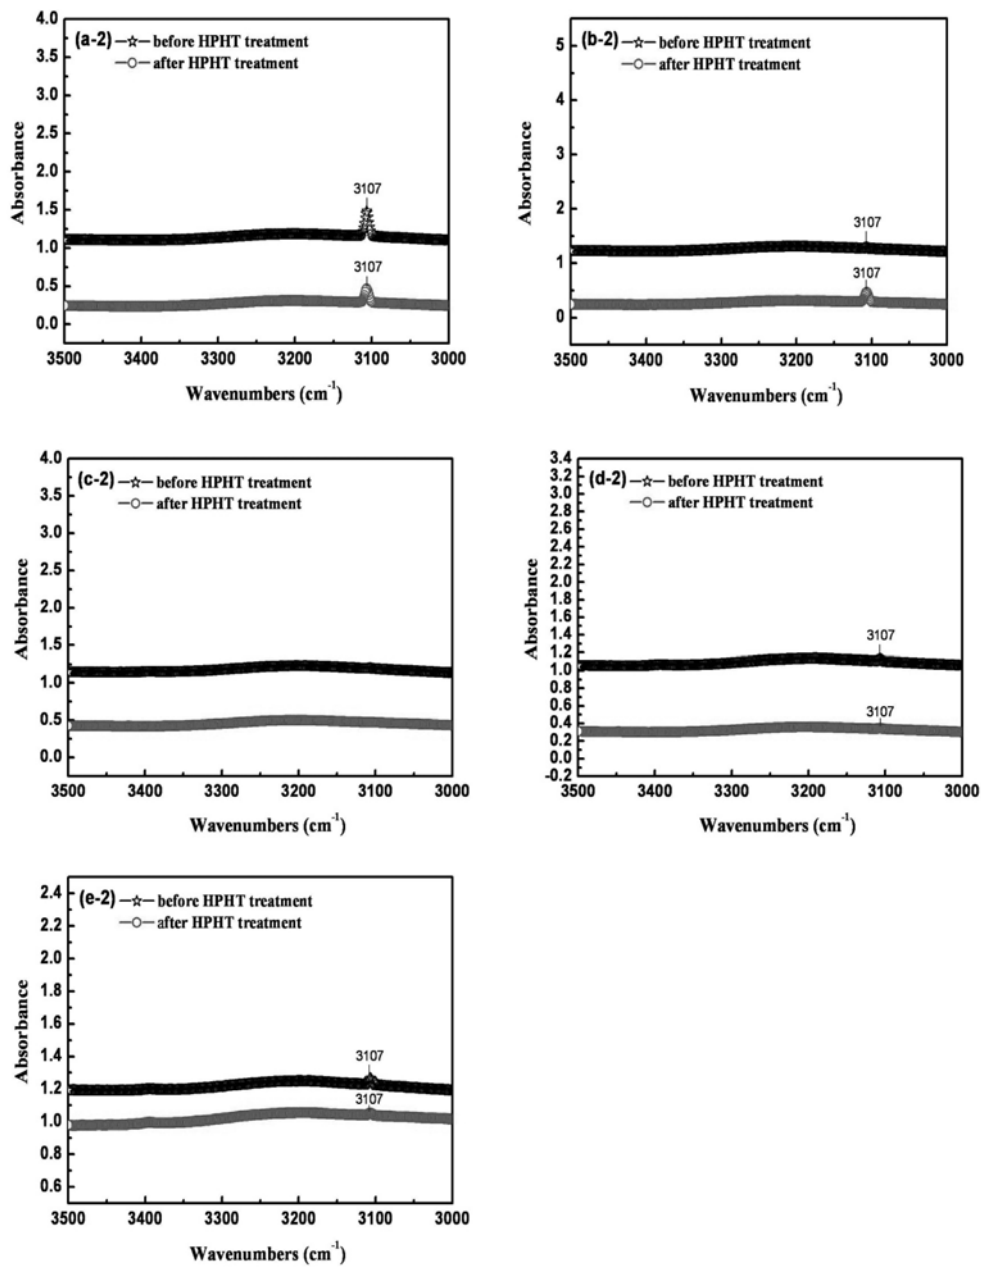 (a-2)
before HPHT treatment
after HPHT treatment
4.0
3.5
3.0
2.5
2.0
1.5
1.0
0.5
0.0
Absorbance
3107
3107
3500 3400 3300 3200 3100 3000
Wavenumbers (cm-1)
(b-2)
before HPHT treatment
after HPHT treatment
5
4
3
2
1
0
Absorbance
3107
3107
3500 3400 3300 3200 3100 3000
Wavenumbers (cm-1)
(c-2)
before HPHT treatment
after HPHT treatment
4.0
3.5
3.0
2.5
2.0
1.5
1.0
0.5
0.0
Absorbance
3500 3400 3300 3200 3100 3000
Wavenumbers (cm-1)
(d-2)
before HPHT treatment
after HPHT treatment
3.4
3.2
3.0
2.8
2.6
2.4
2.2
2.0
1.8
1.6
1.4
1.2
1.0
0.8
0.6
0.4
0.2
0.0
-0.2
Absorbance
3107
3107
3500 3400 3300 3200 3100 3000
Wavenumbers (cm-1)
(e-2)
before HPHT treatment
after HPHT treatment
2.4
2.2
2.0
1.8
1.6
1.4
1.2
1.0
0.8
0.6
Absorbance
3107
3107
3500 3400 3300 3200 3100 3000
Wavenumbers (cm-1)